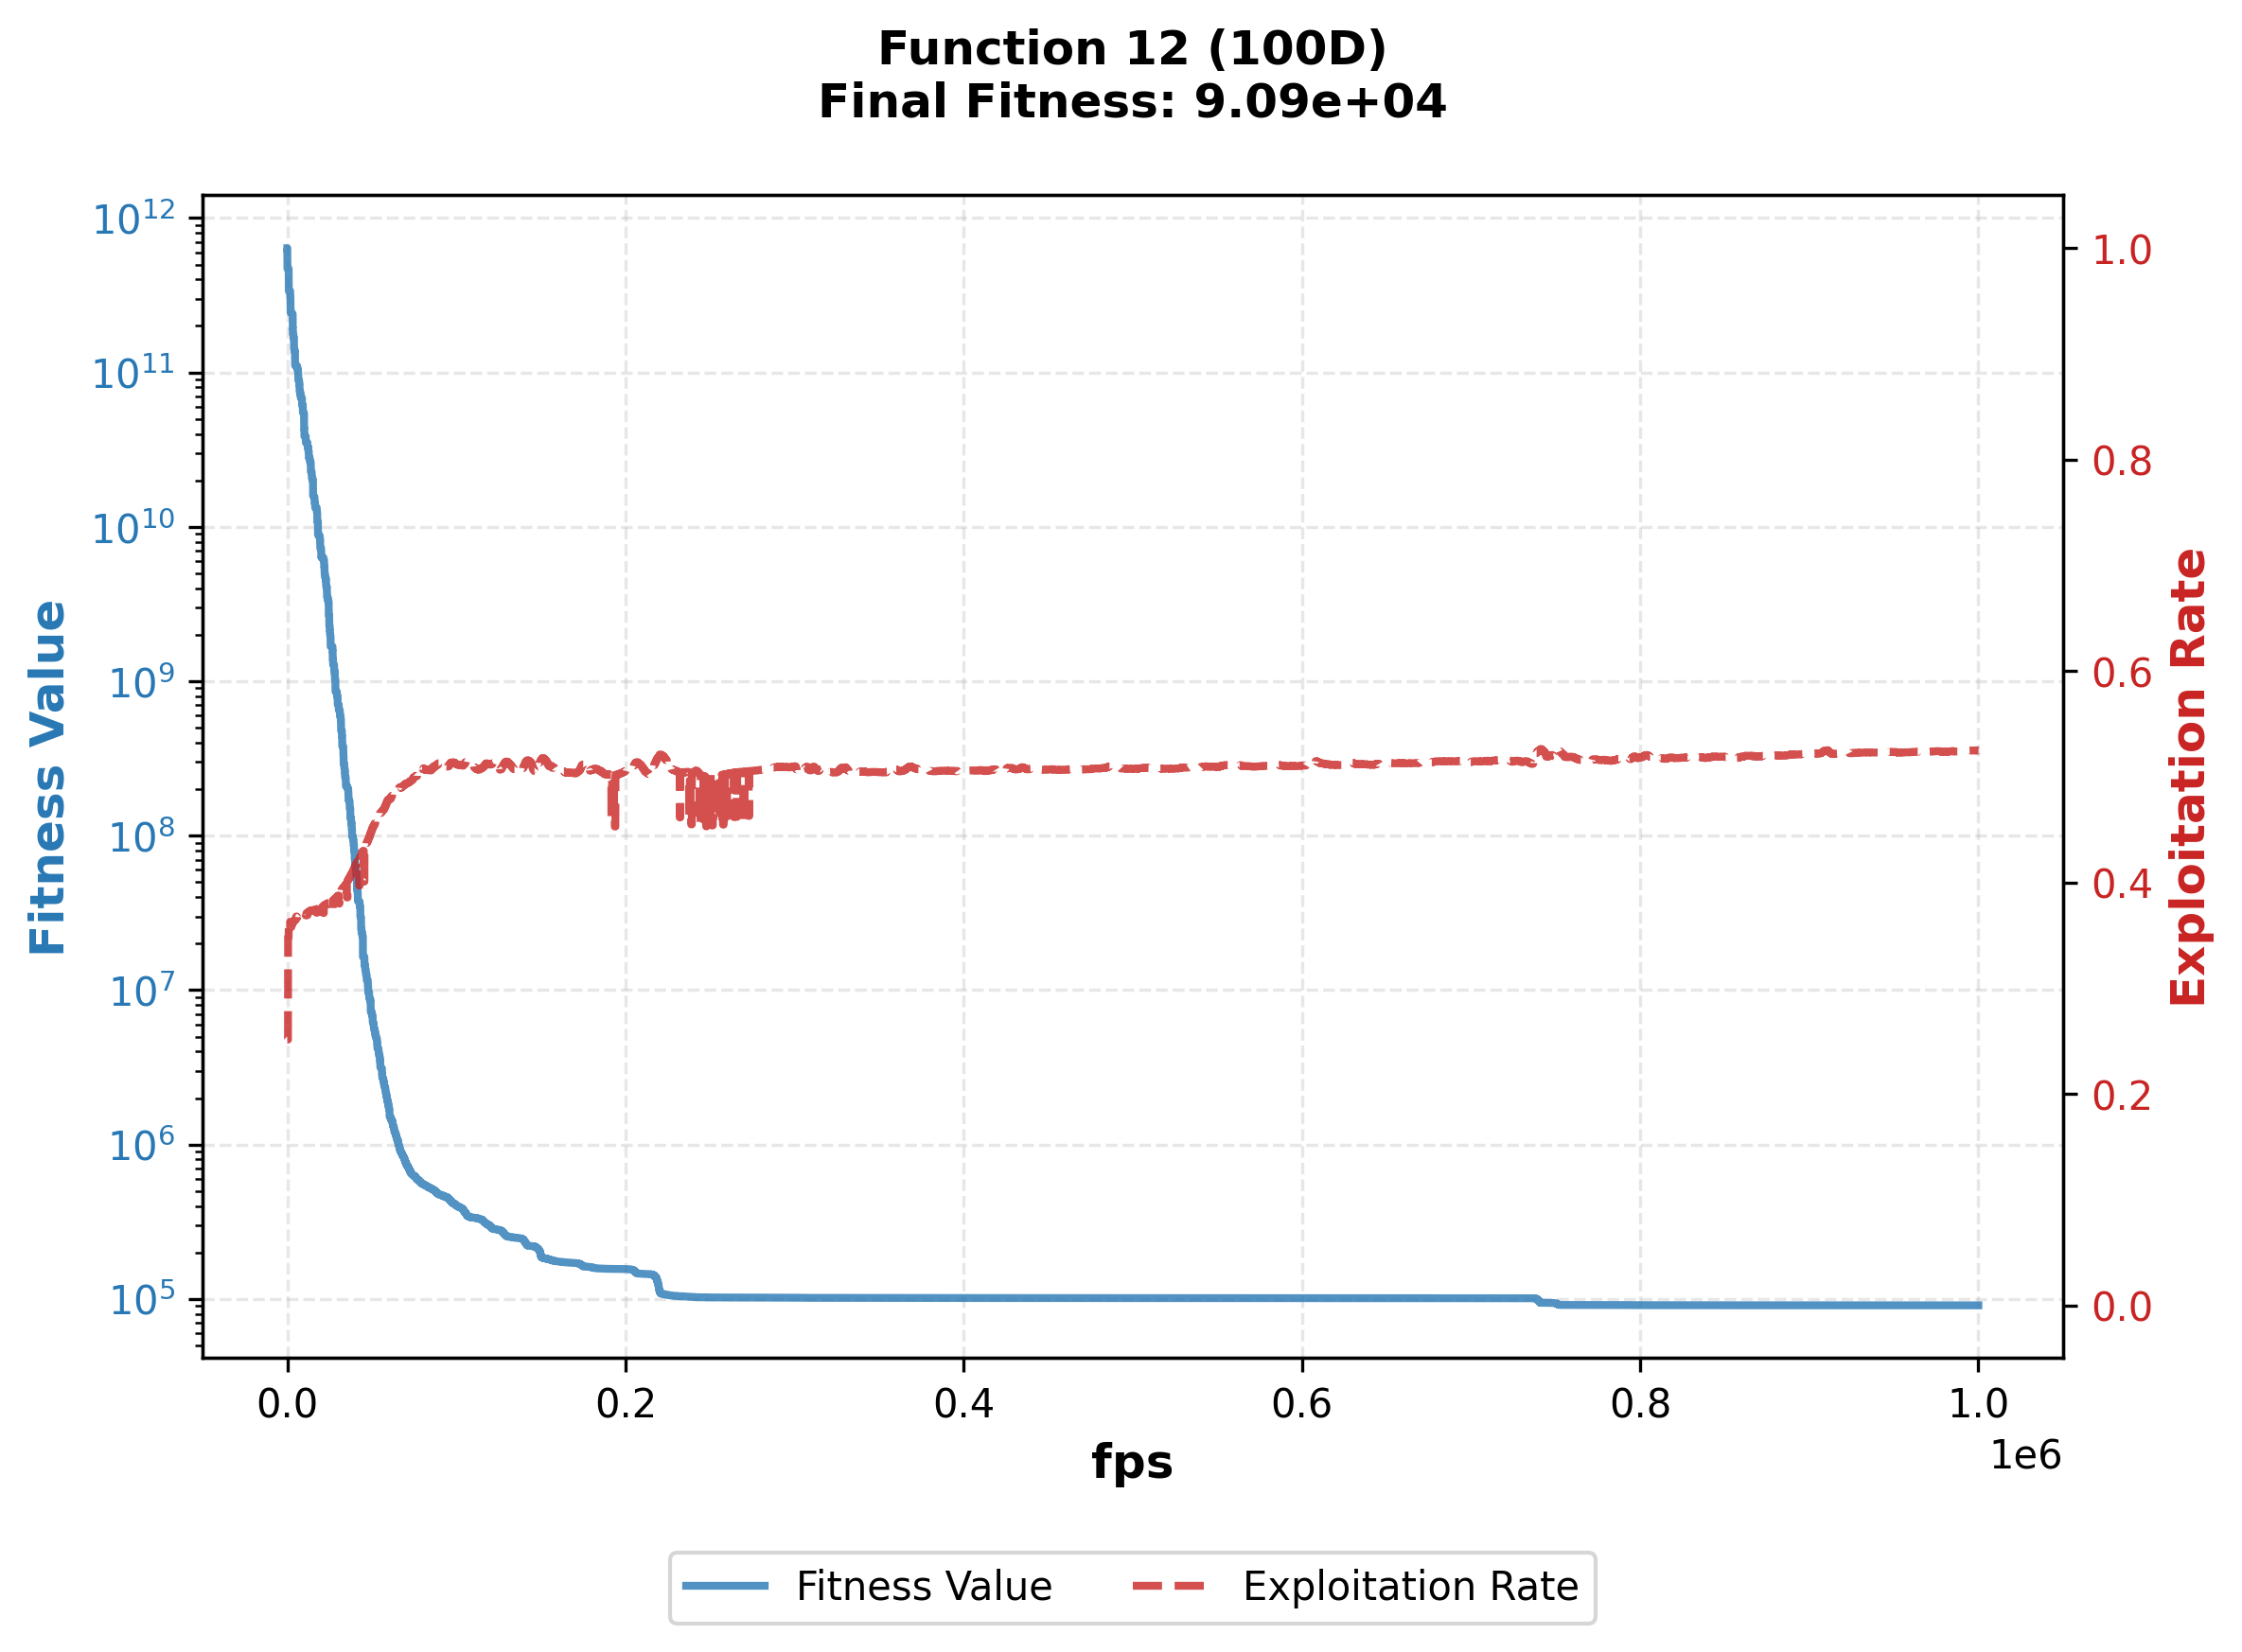 Function 12 (100D)
Final Fitness: 9.09e+04
Fitness Value
10^12
10^11
10^10
10^9
10^8
10^7
10^6
10^5
1.0
0.8
0.6
0.4
0.2
0.0
Exploitation Rate
0.0 0.2 0.4 0.6 0.8 1.0
1e6
fps
Fitness Value Exploitation Rate